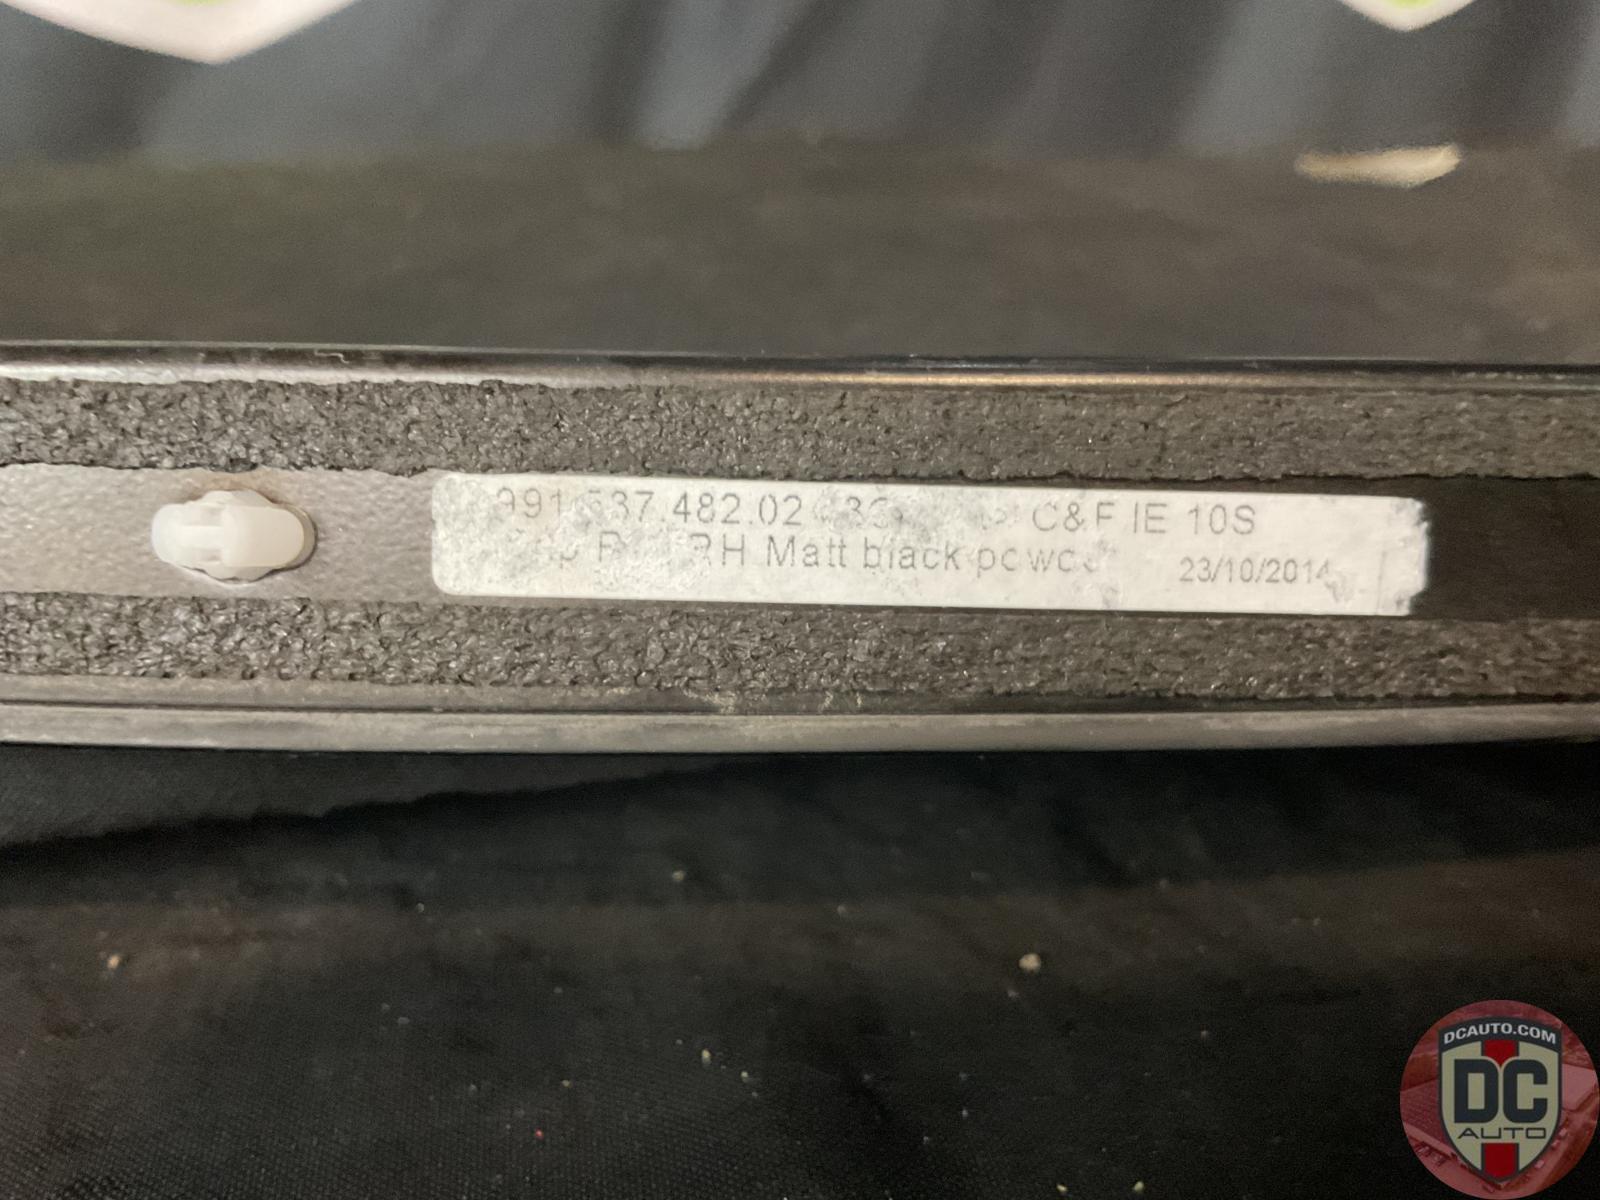 991.537.482.02 C&F IE 10S
RH Matt black
23/10/2014
DCAUTO.COM
DC
AUTO